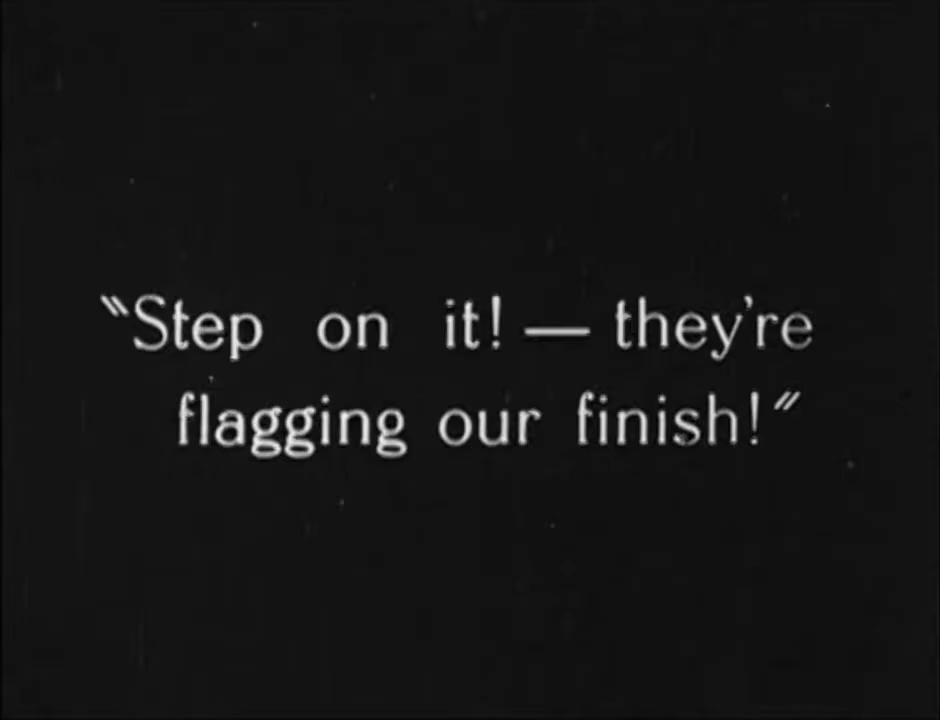 "Step on it! — they're
flagging our finish!"